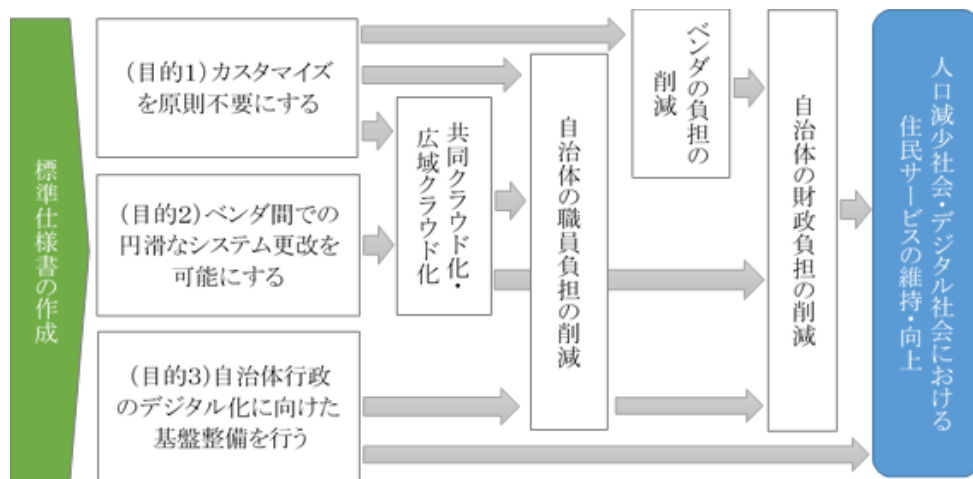 標準仕様書の作成
(目的1)カスタマイズ
を原則不要にする
(目的2)ベンダ間での
円滑なシステム更改を
可能にする
(目的3)自治体行政
のデジタル化に向けた
基盤整備を行う
共同クラウド化・
広域クラウド化
自治体の職員負担の削減
ベンダの負担の
削減
自治体の財政負担の削減
人口減少社会・デジタル社会における
住民サービスの維持・向上